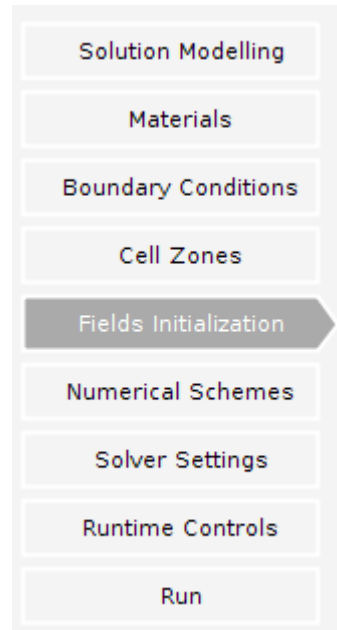 Solution Modelling
Materials
Boundary Conditions
Cell Zones
Fields Initialization
Numerical Schemes
Solver Settings
Runtime Controls
Run